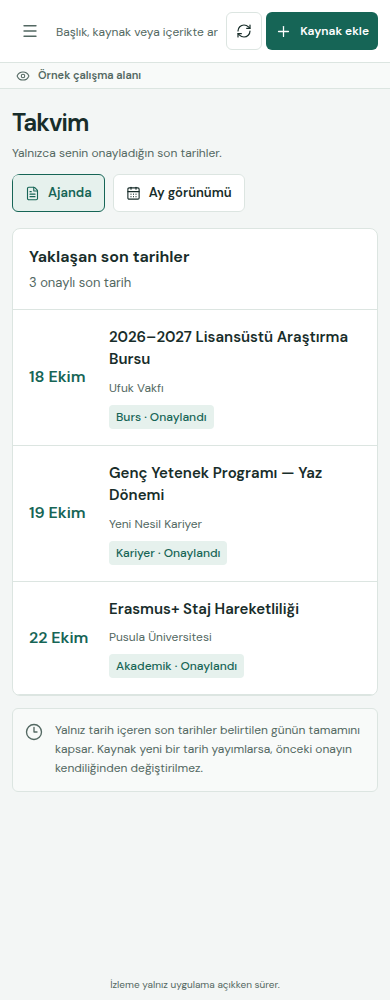 Başlık, kaynak veya içerikte ar
Kaynak ekle
Örnek çalışma alanı
Takvim
Yalnızca senin onayladığın son tarihler.
Ajanda
Ay görünümü
Yaklaşan son tarihler
3 onaylı son tarih
18 Ekim
2026–2027 Lisansüstü Araştırma
Bursu
Ufuk Vakfı
Burs · Onaylandı
19 Ekim
Genç Yetenek Programı — Yaz
Dönemi
Yeni Nesil Kariyer
Kariyer · Onaylandı
22 Ekim
Erasmus+ Staj Hareketliliği
Pusula Üniversitesi
Akademik · Onaylandı
Yalnız tarih içeren son tarihler belirtilen günün tamamını
kapsar. Kaynak yeni bir tarih yayımlarsa, önceki onayın
kendiliğinden değiştirilmez.
İzleme yalnız uygulama açıkken sürer.